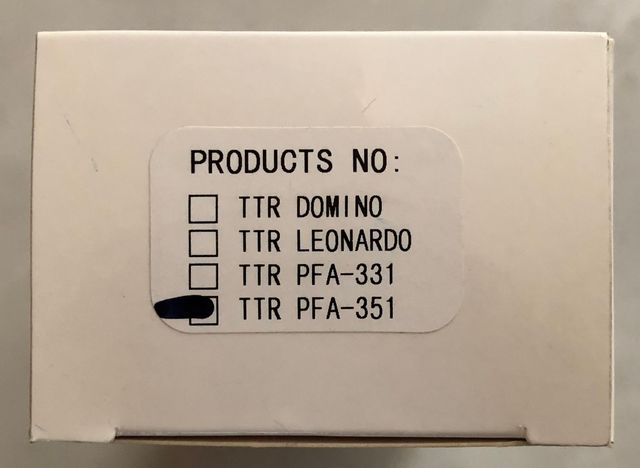 PRODUCTS NO:
TTR DOMINO
TTR LEONARDO
TTR PFA-331
TTR PFA-351